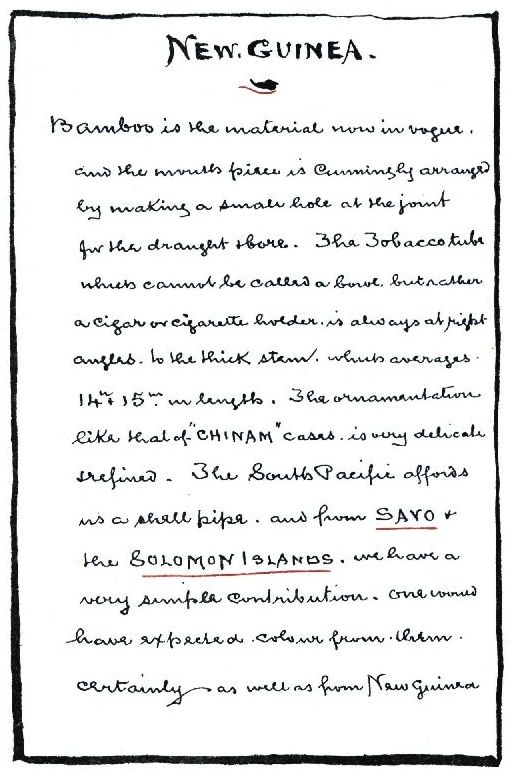 NEW. GUINEA.
Bamboo is the material now in vogue,
and the mouth piece is cunningly arranged
by making a small hole at the joint
for the draught & bore. The Tobacco tube
which cannot be called a bowl, but rather
a cigar or cigarette holder, is always at right
angles. to the thick stem. which averages.
14in & 15in in length. The ornamentation
like that of "CHINAM" cases. is very delicate
& refined. The South Pacific affords
us a shell pipe. and from SAVO &
the SOLOMON ISLANDS. we have a
very simple contribution. one would
have expected colour from them.
certainly as well as from New Guinea